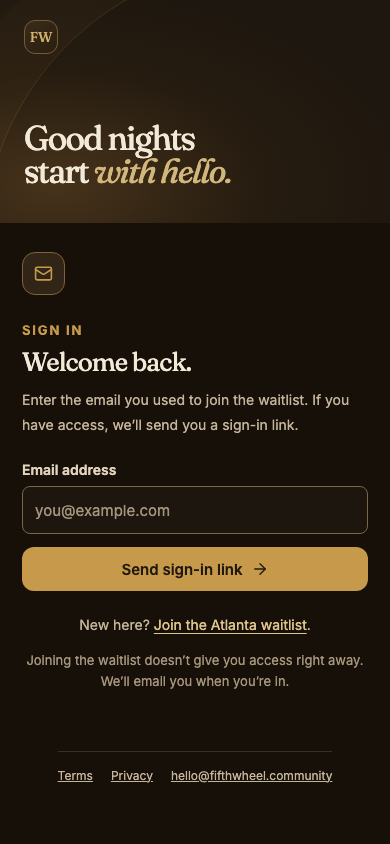 FW
Good nights
start with hello.
SIGN IN
Welcome back.
Enter the email you used to join the waitlist. If you
have access, we’ll send you a sign-in link.
Email address
you@example.com
Send sign-in link →
New here? Join the Atlanta waitlist.
Joining the waitlist doesn’t give you access right away.
We’ll email you when you’re in.
Terms Privacy hello@fifthwheel.community